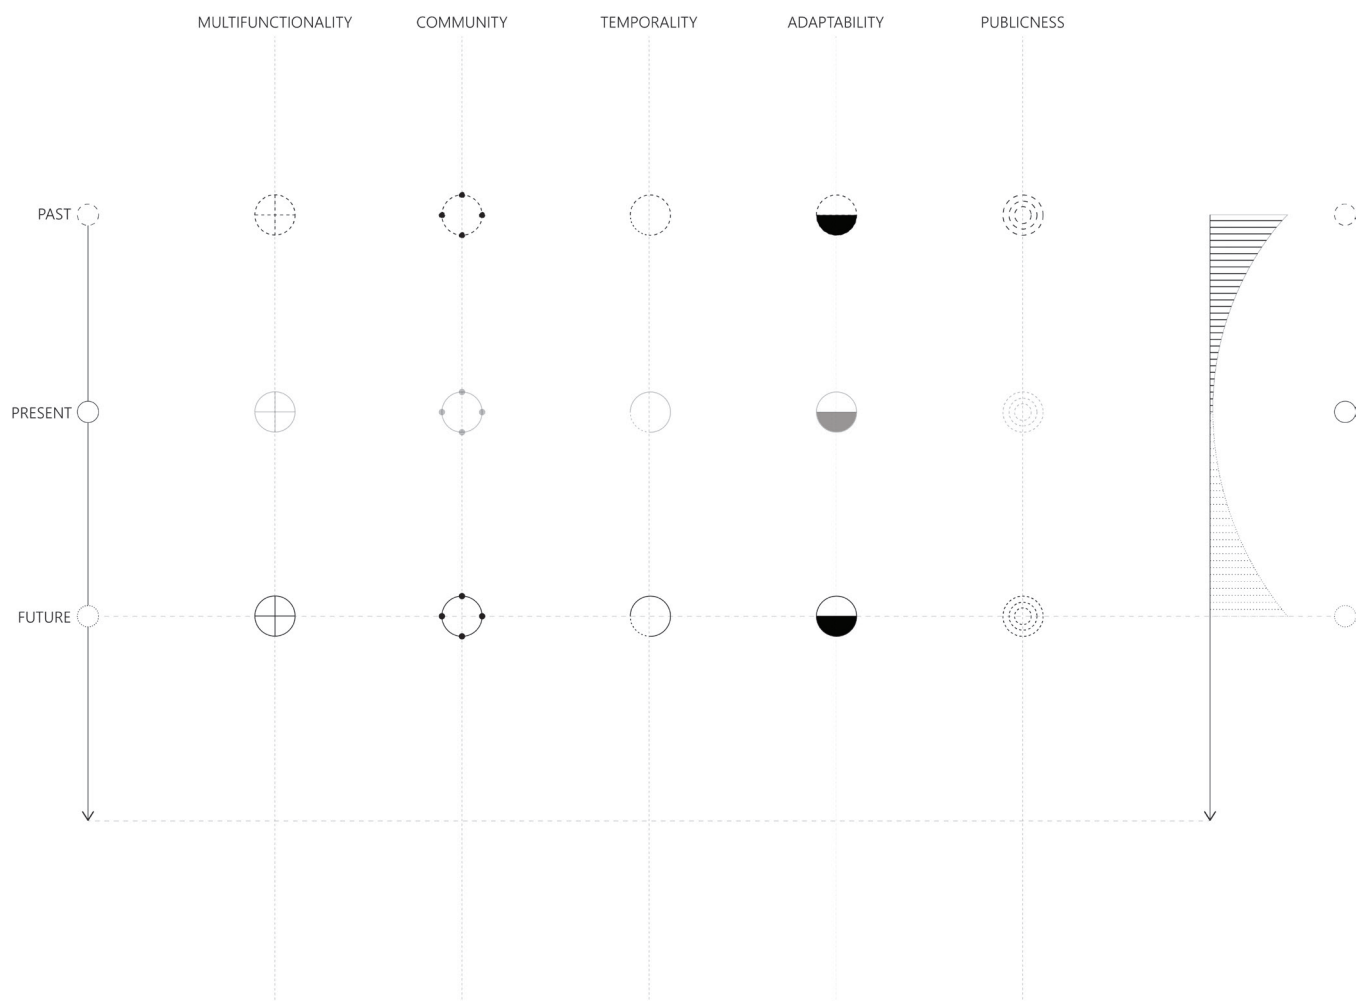 MULTIFUNCTIONALITY COMMUNITY TEMPORALITY ADAPTABILITY PUBLICNESS
PAST
PRESENT
FUTURE